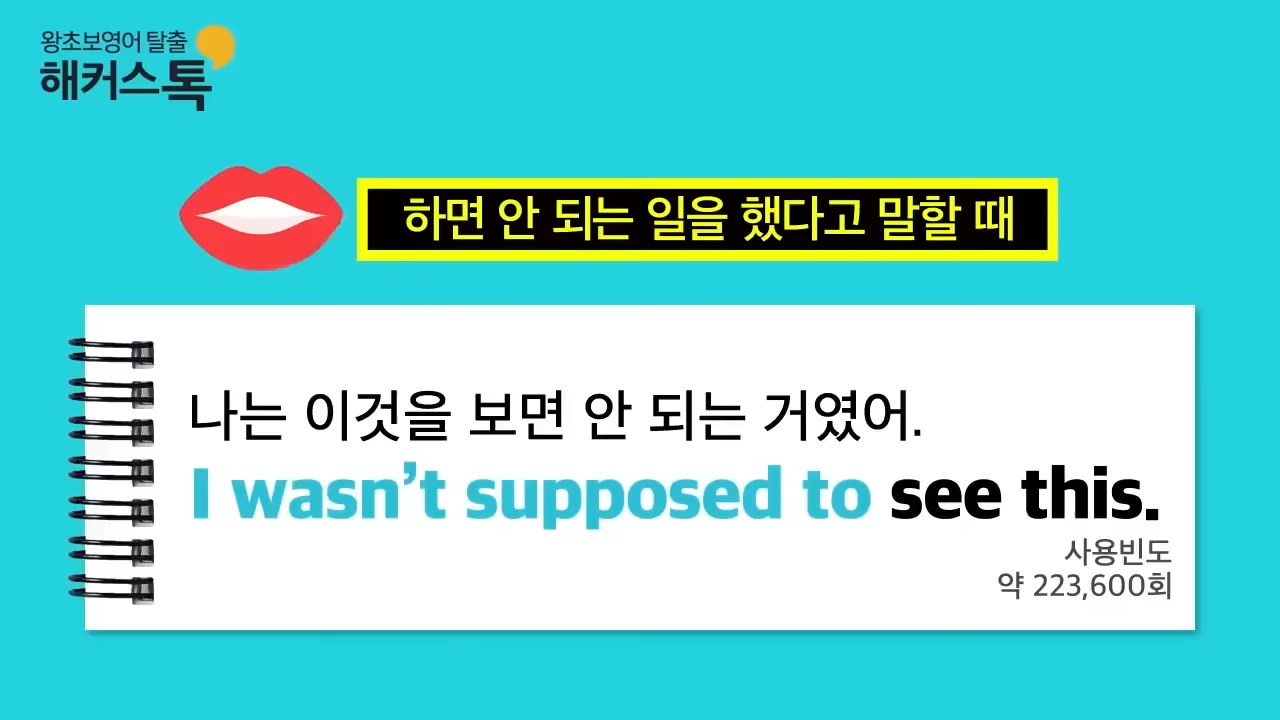 왕초보영어 탈출
해커스톡
하면 안 되는 일을 했다고 말할 때
나는 이것을 보면 안 되는 거였어.
I wasn't supposed to see this.
사용빈도
약 223,600회